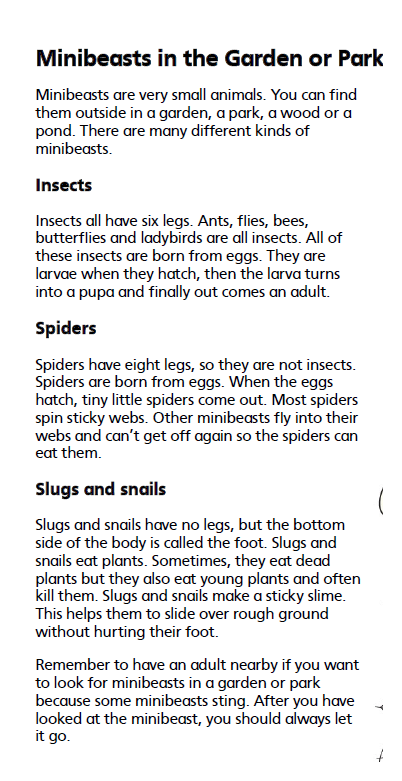 Minibeasts in the Garden or Park
Minibeasts are very small animals. You can find
them outside in a garden, a park, a wood or a
pond. There are many different kinds of
minibeasts.
Insects
Insects all have six legs. Ants, flies, bees,
butterflies and ladybirds are all insects. All of
these insects are born from eggs. They are
larvae when they hatch, then the larva turns
into a pupa and finally out comes an adult.
Spiders
Spiders have eight legs, so they are not insects.
Spiders are born from eggs. When the eggs
hatch, tiny little spiders come out. Most spiders
spin sticky webs. Other minibeasts fly into their
webs and can't get off again so the spiders can
eat them.
Slugs and snails
Slugs and snails have no legs, but the bottom
side of the body is called the foot. Slugs and
snails eat plants. Sometimes, they eat dead
plants but they also eat young plants and often
kill them. Slugs and snails make a sticky slime.
This helps them to slide over rough ground
without hurting their foot.
Remember to have an adult nearby if you want
to look for minibeasts in a garden or park
because some minibeasts sting. After you have
looked at the minibeast, you should always let
it go.